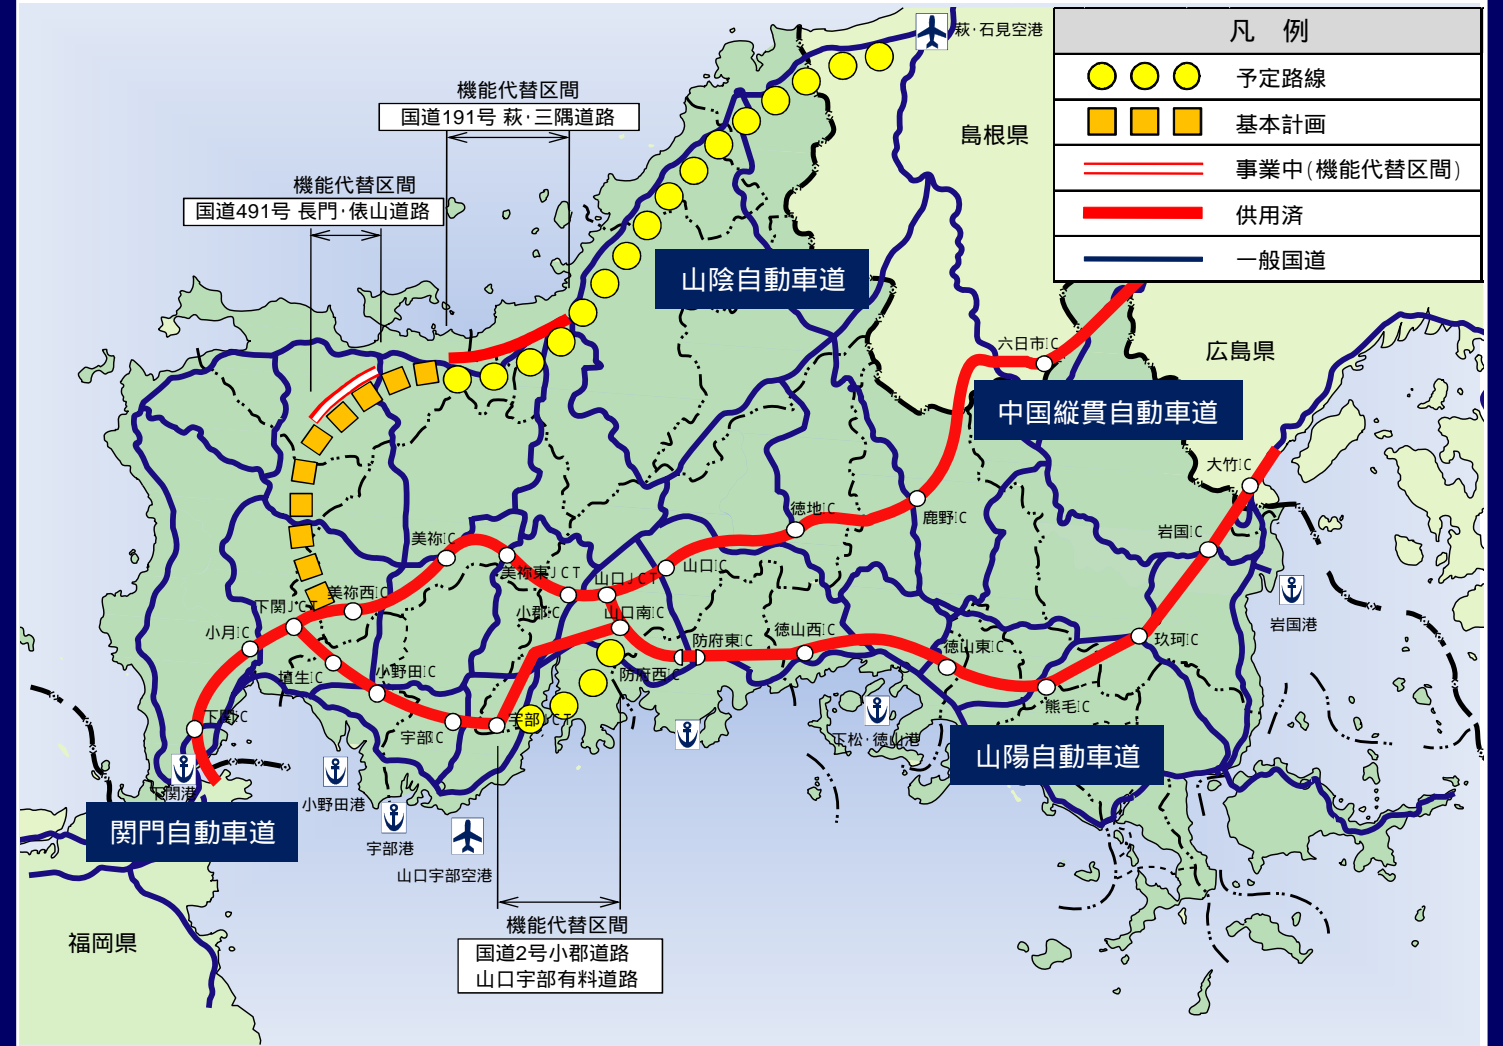 凡 例
予定路線
基本計画
事業中(機能代替区間)
供用済
一般国道
萩・石見空港
島根県
機能代替区間
国道191号 萩・三隅道路
機能代替区間
国道491号 長門・俵山道路
山陰自動車道
六日市IC
広島県
中国縦貫自動車道
大竹IC
徳地IC
鹿野IC
岩国IC
美祢IC
美祢東JCT
山口JCT
山口IC
美祢西IC
下関JCT
小郡IC
山口南IC
岩国港
小月IC
防府東IC
徳山西IC
徳山東IC
玖珂IC
埴生IC
小野田IC
防府西IC
熊毛IC
下関IC
宇部IC
宇部JCT
下松・徳山港
山陽自動車道
下関港
小野田港
関門自動車道
宇部港
山口宇部空港
機能代替区間
国道2号小郡道路
山口宇部有料道路
福岡県